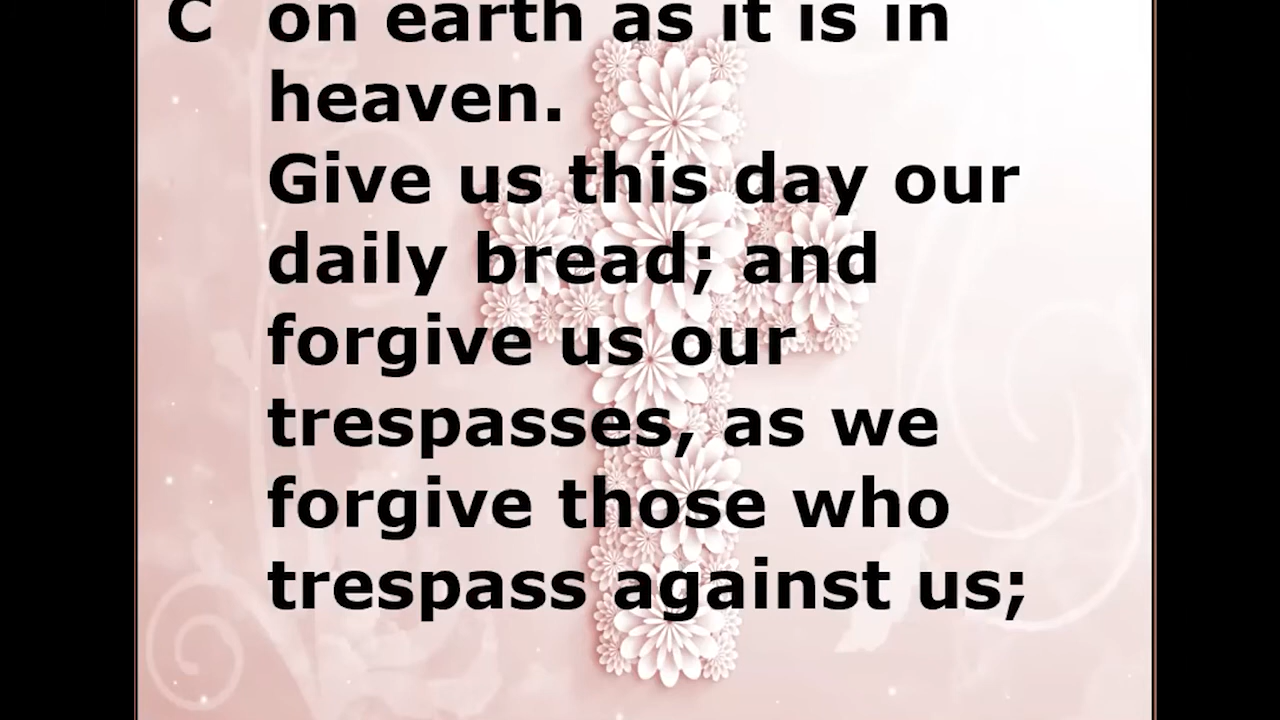 C on earth as it is in
heaven.
Give us this day our
daily bread; and
forgive us our
trespasses, as we
forgive those who
trespass against us;